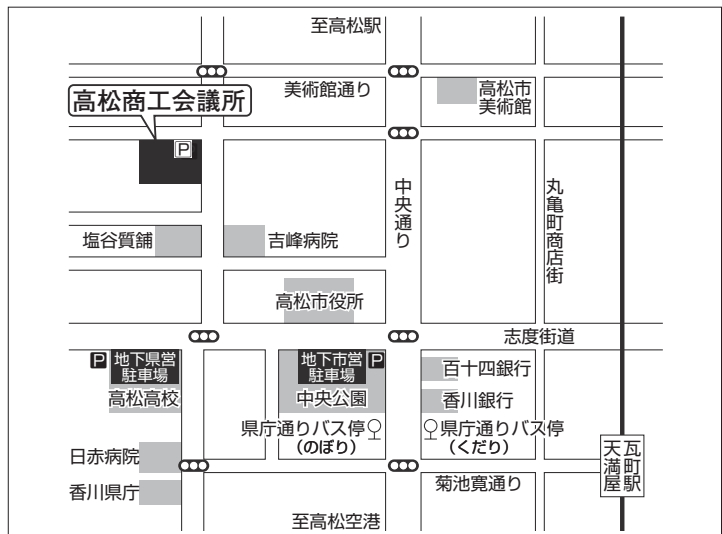 至高松駅
美術館通り
高松市
美術館
高松商工会議所
P
中央通り
丸亀町商店街
塩谷質舗
吉峰病院
高松市役所
志度街道
P
地下県営
駐車場
高松高校
地下市営
駐車場
P
中央公園
百十四銀行
香川銀行
県庁通りバス停
(のぼり)
県庁通りバス停
(くだり)
日赤病院
香川県庁
菊池寛通り
瓦町駅
天満屋
至高松空港